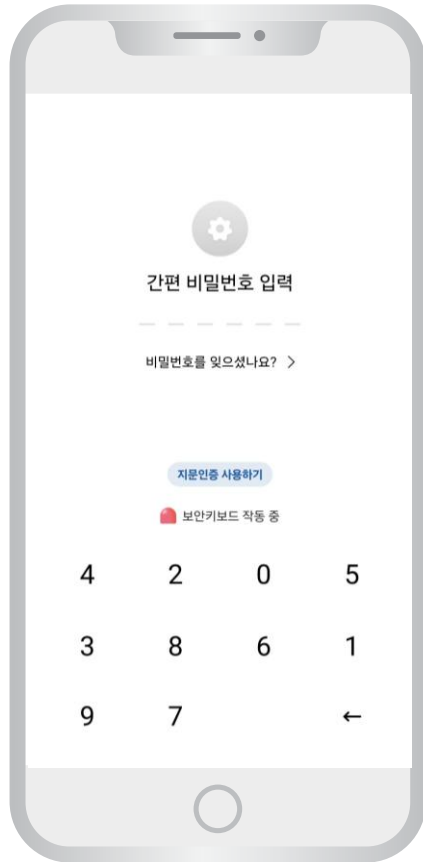 간편 비밀번호 입력
비밀번호를 잊으셨나요? >
지문인증 사용하기
보안키보드 작동 중
4 2 0 5
3 8 6 1
9 7 ←